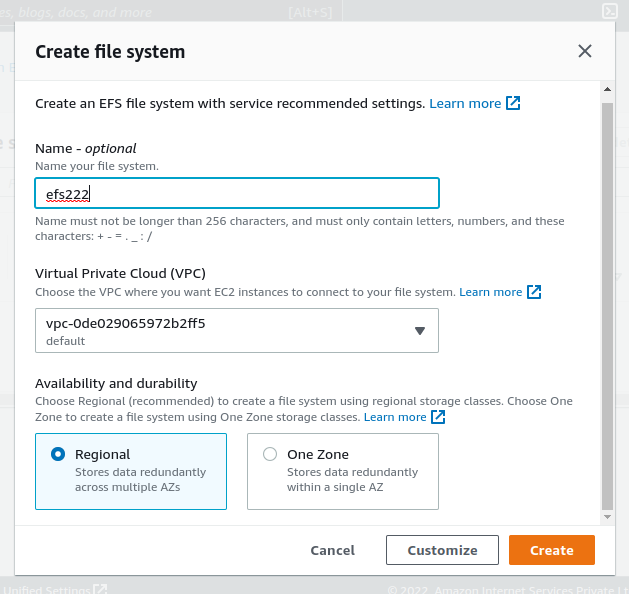 es, blogs, docs, and more [Alt+S]
Create file system
Create an EFS file system with service recommended settings. Learn more
Name - optional
Name your file system.
efs222
Name must not be longer than 256 characters, and must only contain letters, numbers, and these
characters: + - = . _ : /
Virtual Private Cloud (VPC)
Choose the VPC where you want EC2 instances to connect to your file system. Learn more
vpc-0de029065972b2ff5
default
Availability and durability
Choose Regional (recommended) to create a file system using regional storage classes. Choose One
Zone to create a file system using One Zone storage classes. Learn more
Regional
Stores data redundantly
across multiple AZs
One Zone
Stores data redundantly
within a single AZ
Cancel
Customize
Create
Unified Settings
© 2022, Amazon Internet Services Private Lt